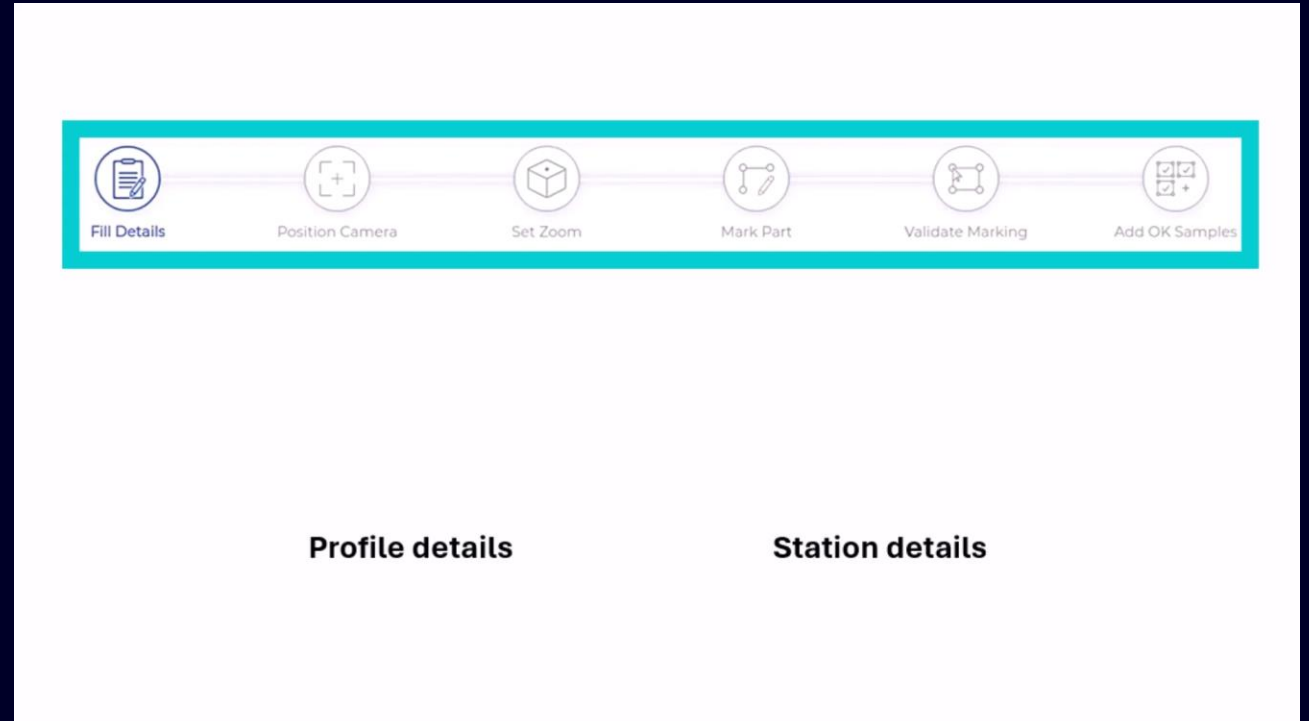 Fill Details
Position Camera
Set Zoom
Mark Part
Validate Marking
Add OK Samples
Profile details
Station details